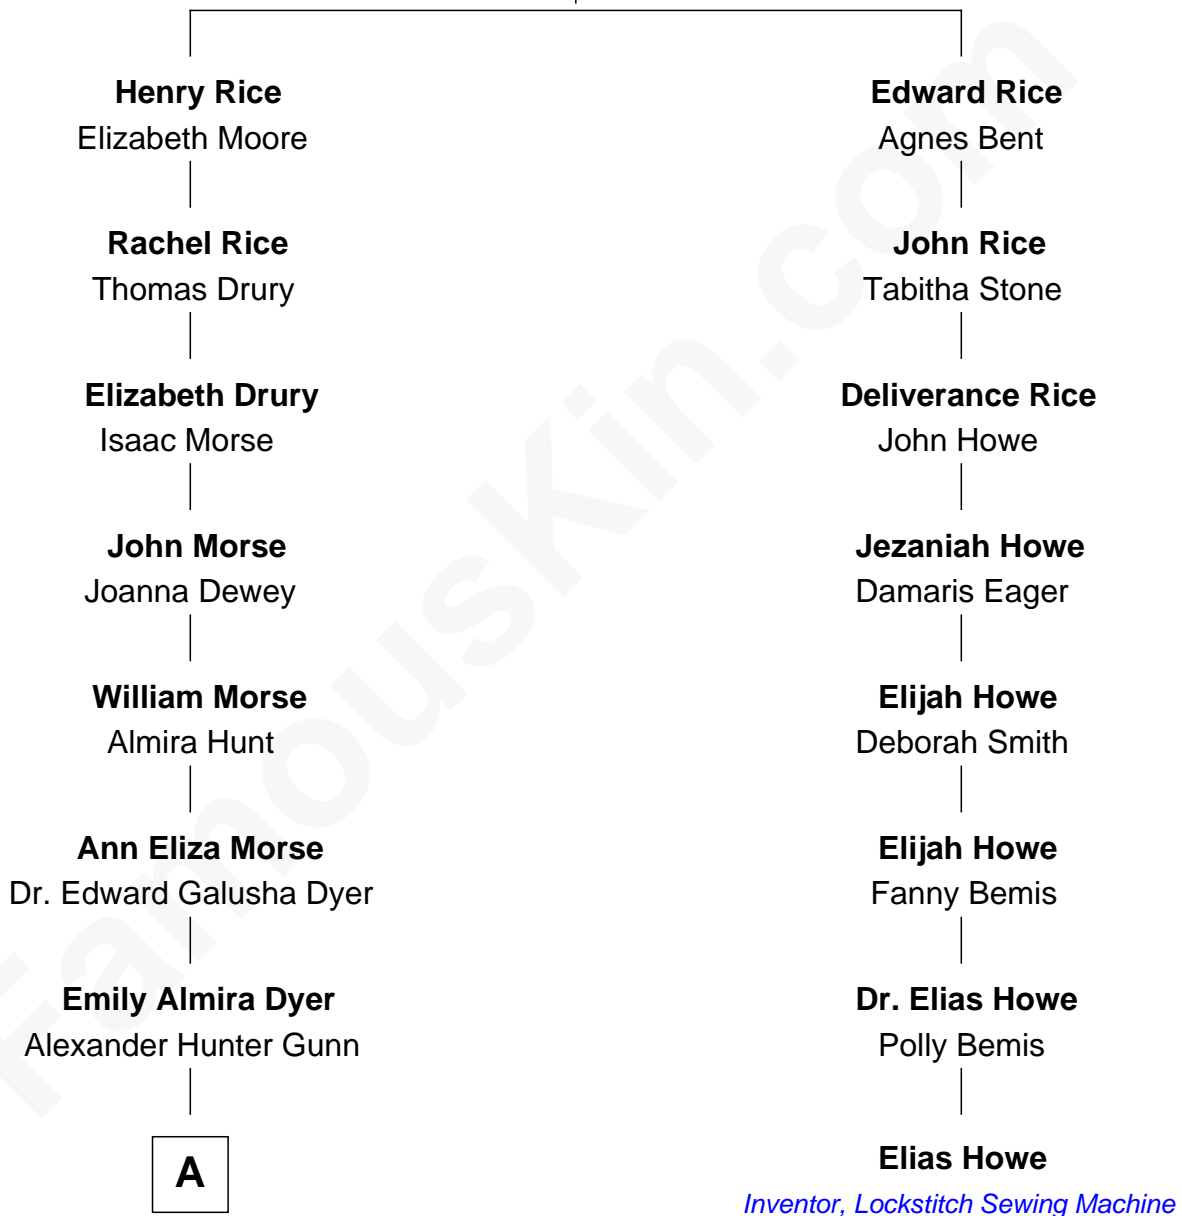 Henry Rice
Elizabeth Moore
Rachel Rice
Thomas Drury
Elizabeth Drury
Isaac Morse
John Morse
Joanna Dewey
William Morse
Almira Hunt
Ann Eliza Morse
Dr. Edward Galusha Dyer
Emily Almira Dyer
Alexander Hunter Gunn
A
Edward Rice
Agnes Bent
John Rice
Tabitha Stone
Deliverance Rice
John Howe
Jezaniah Howe
Damaris Eager
Elijah Howe
Deborah Smith
Elijah Howe
Fanny Bemis
Dr. Elias Howe
Polly Bemis
Elias Howe
Inventor, Lockstitch Sewing Machine
FamousKin.com